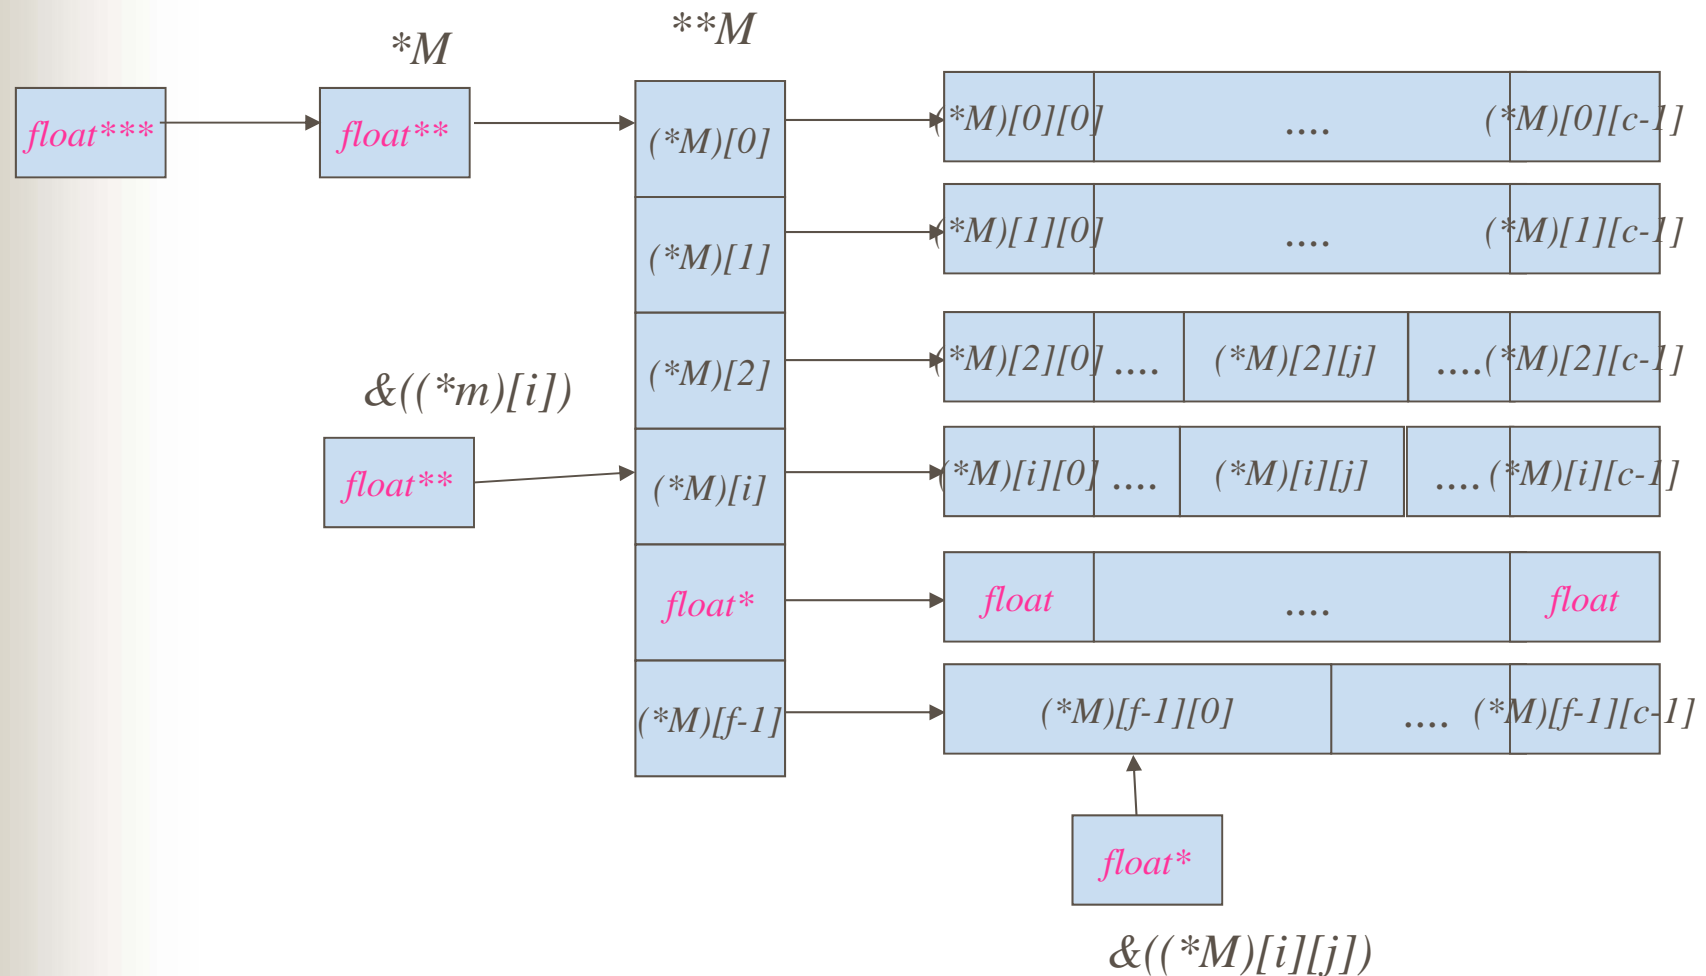 *M
**M
float***
float**
(*M)[0]
(*M)[0][0]
....
(*M)[0][c-1]
(*M)[1]
(*M)[1][0]
....
(*M)[1][c-1]
(*M)[2]
(*M)[2][0]
....
(*M)[2][j]
....
(*M)[2][c-1]
&((*m)[i])
float**
(*M)[i]
(*M)[i][0]
....
(*M)[i][j]
....
(*M)[i][c-1]
float*
float
....
float
(*M)[f-1]
(*M)[f-1][0]
....
(*M)[f-1][c-1]
float*
&((*M)[i][j])